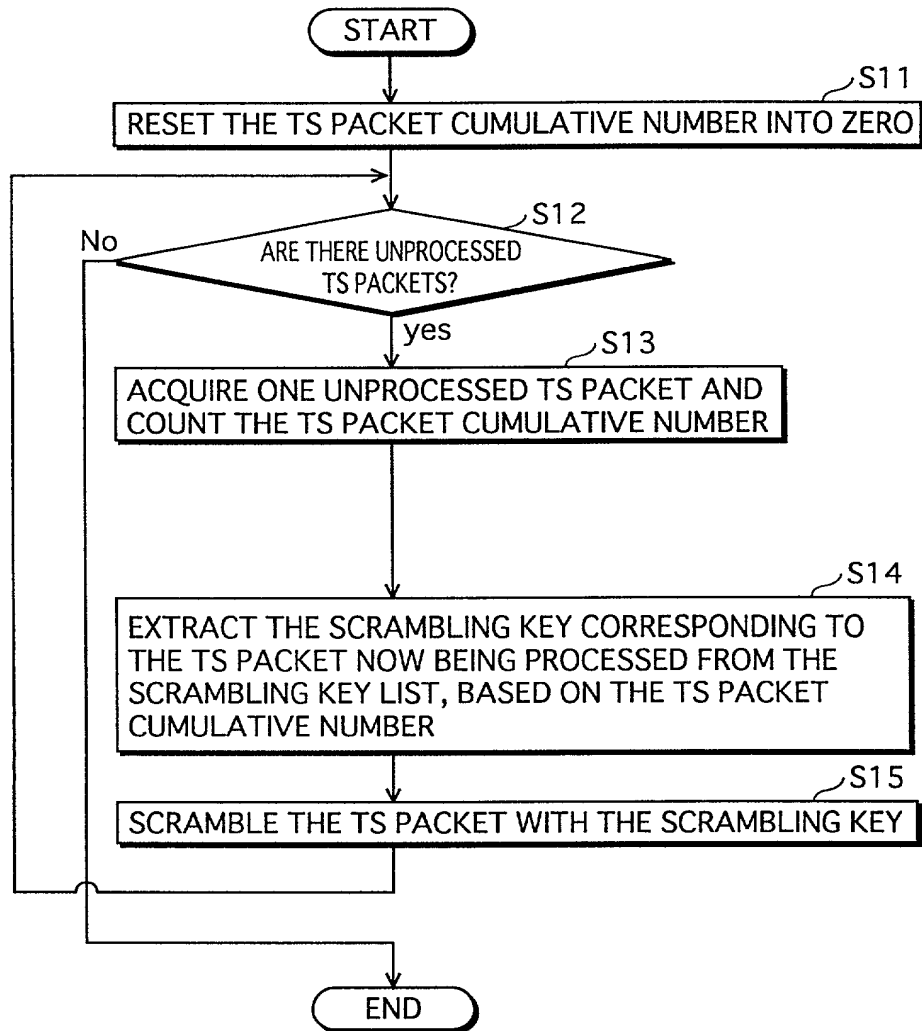 START
S11
RESET THE TS PACKET CUMULATIVE NUMBER INTO ZERO
S12
No
ARE THERE UNPROCESSED
TS PACKETS?
yes
S13
ACQUIRE ONE UNPROCESSED TS PACKET AND
COUNT THE TS PACKET CUMULATIVE NUMBER
S14
EXTRACT THE SCRAMBLING KEY CORRESPONDING TO
THE TS PACKET NOW BEING PROCESSED FROM THE
SCRAMBLING KEY LIST, BASED ON THE TS PACKET
CUMULATIVE NUMBER
S15
SCRAMBLE THE TS PACKET WITH THE SCRAMBLING KEY
END